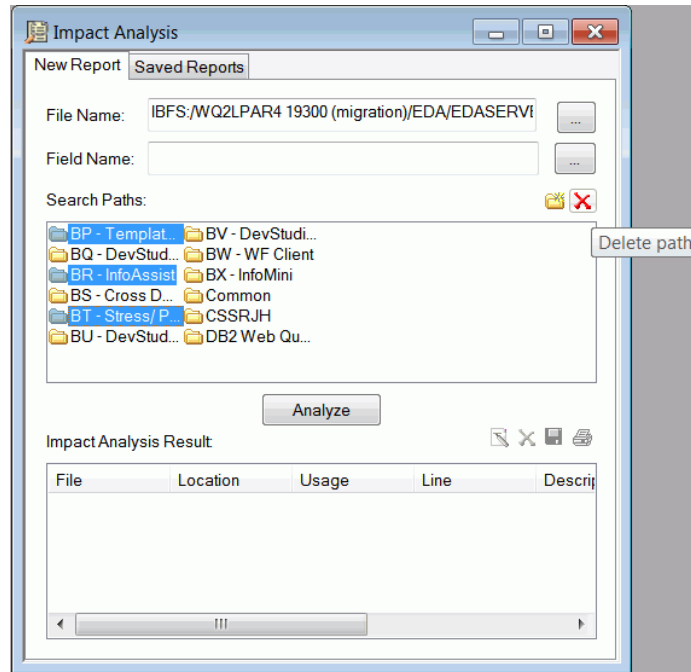 Impact Analysis
New Report Saved Reports
File Name: IBFS:/WQ2LPAR4 19300 (migration)/EDA/EDASERVE ...
Field Name: ...
Search Paths:
Delete path
BP - Templat... BV - DevStudi...
BQ - DevStud... BW - WF Client
BR - InfoAssist BX - InfoMini
BS - Cross D... Common
BT - Stress/ P... CSSRJH
BU - DevStud... DB2 Web Qu...
Analyze
Impact Analysis Result:
File Location Usage Line Descrip